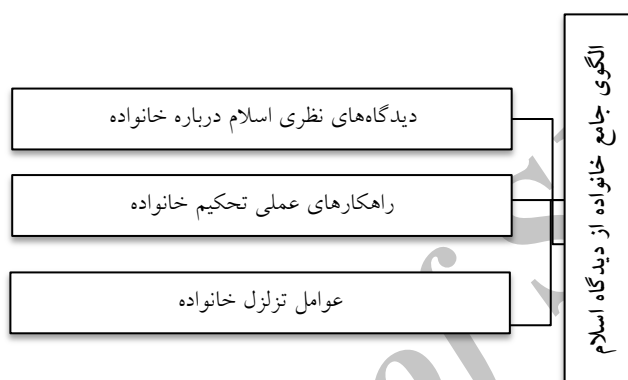 الگوی جامع خانواده از دیدگاه اسلام
دیدگاه‌های نظری اسلام درباره خانواده
راهکارهای عملی تحکیم خانواده
عوامل تزلزل خانواده